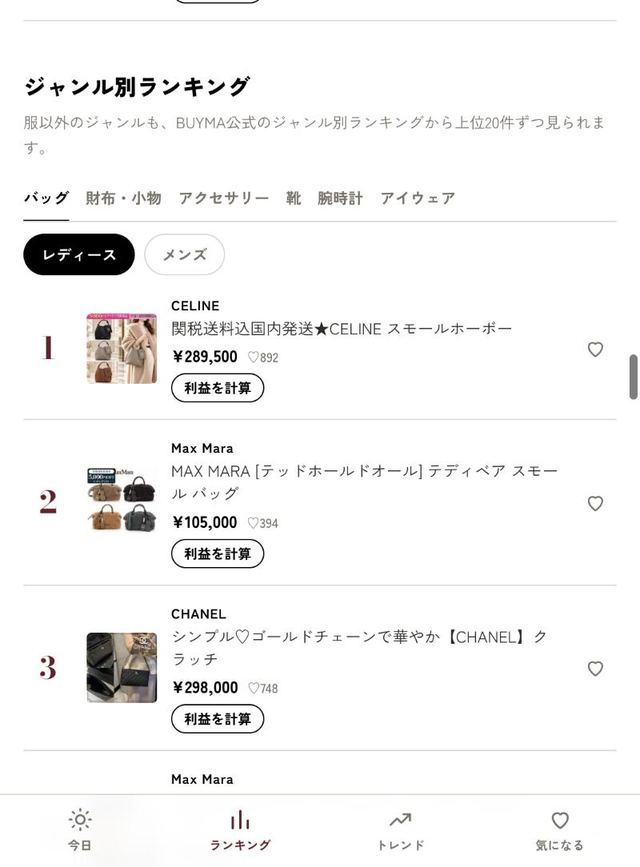 ジャンル別ランキング
服以外のジャンルも、BUYMA公式のジャンル別ランキングから上位20件ずつ見られま
す。
バッグ 財布・小物 アクセサリー 靴 腕時計 アイウェア
レディース メンズ
1
CELINE
関税送料込国内発送★CELINE スモールホーボー
¥289,500 ♡892
利益を計算
2
Max Mara
MAX MARA [テッドホールドオール] テディベア スモー
ル バッグ
¥105,000 ♡394
利益を計算
3
CHANEL
シンプル♡ゴールドチェーンで華やか【CHANEL】ク
ラッチ
¥298,000 ♡748
利益を計算
Max Mara
今日 ランキング トレンド 気になる